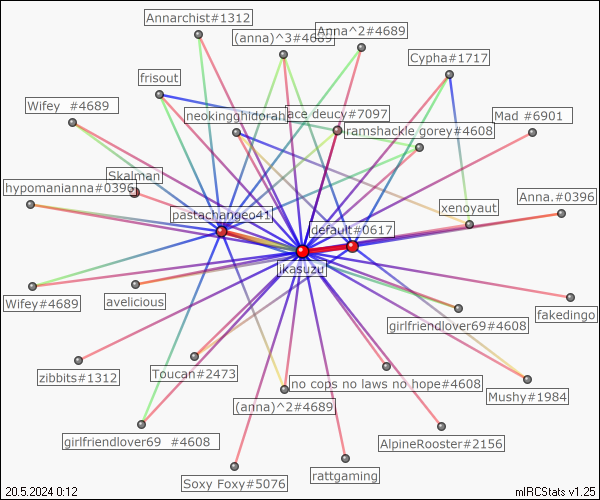 Annarchist#1312
Anna^2#4689
(anna)^3#4689
Cypha#1717
frisout
Wifey  #4689
neokingghidorah
ace deucy#7097
Mad #6901
ramshackle gorey#4608
Skalman
hypomanianna#0396
Anna.#0396
xenoyaut
pastachangeo41
default#0617
ikasuzu
Wifey#4689
avelicious
fakedingo
girlfriendlover69#4608
zibbits#1312
Toucan#2473
no cops no laws no hope#4608
Mushy#1984
(anna)^2#4689
girlfriendlover69  #4608
AlpineRooster#2156
rattgaming
Soxy Foxy#5076
20.5.2024 0:12
mIRCStats v1.25